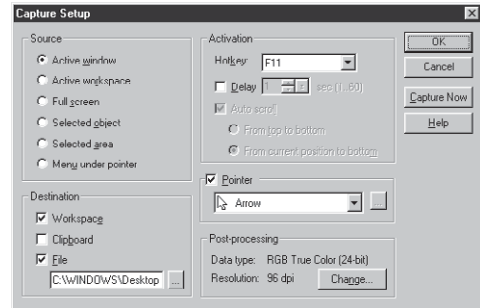 Capture Setup
Source
Active window
Active workspace
Full screen
Selected object
Selected area
Menu under pointer
Destination
Workspace
Clipboard
File
C:\WINDOWS\Desktop ...
Activation
Hotkey: F11
Delay 1 sec (1..60)
Auto scroll
From top to bottom
From current position to bottom
Pointer
Arrow
Post-processing
Data type: RGB True Color (24-bit)
Resolution: 96 dpi Change...
OK
Cancel
Capture Now
Help